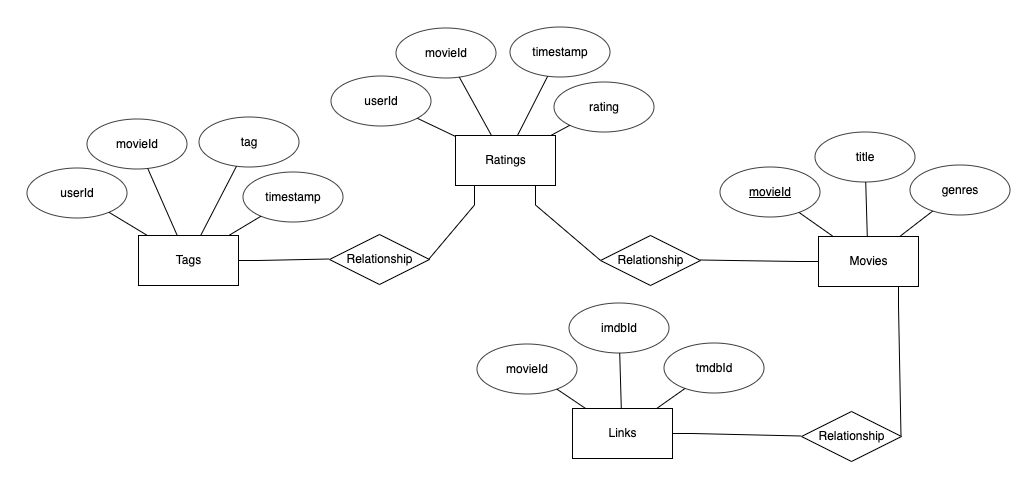 movieId
timestamp
userId
rating
Ratings
movieId
tag
userId
timestamp
Tags
Relationship
Relationship
movieId
title
genres
Movies
movieId
imdbId
tmdbId
Links
Relationship